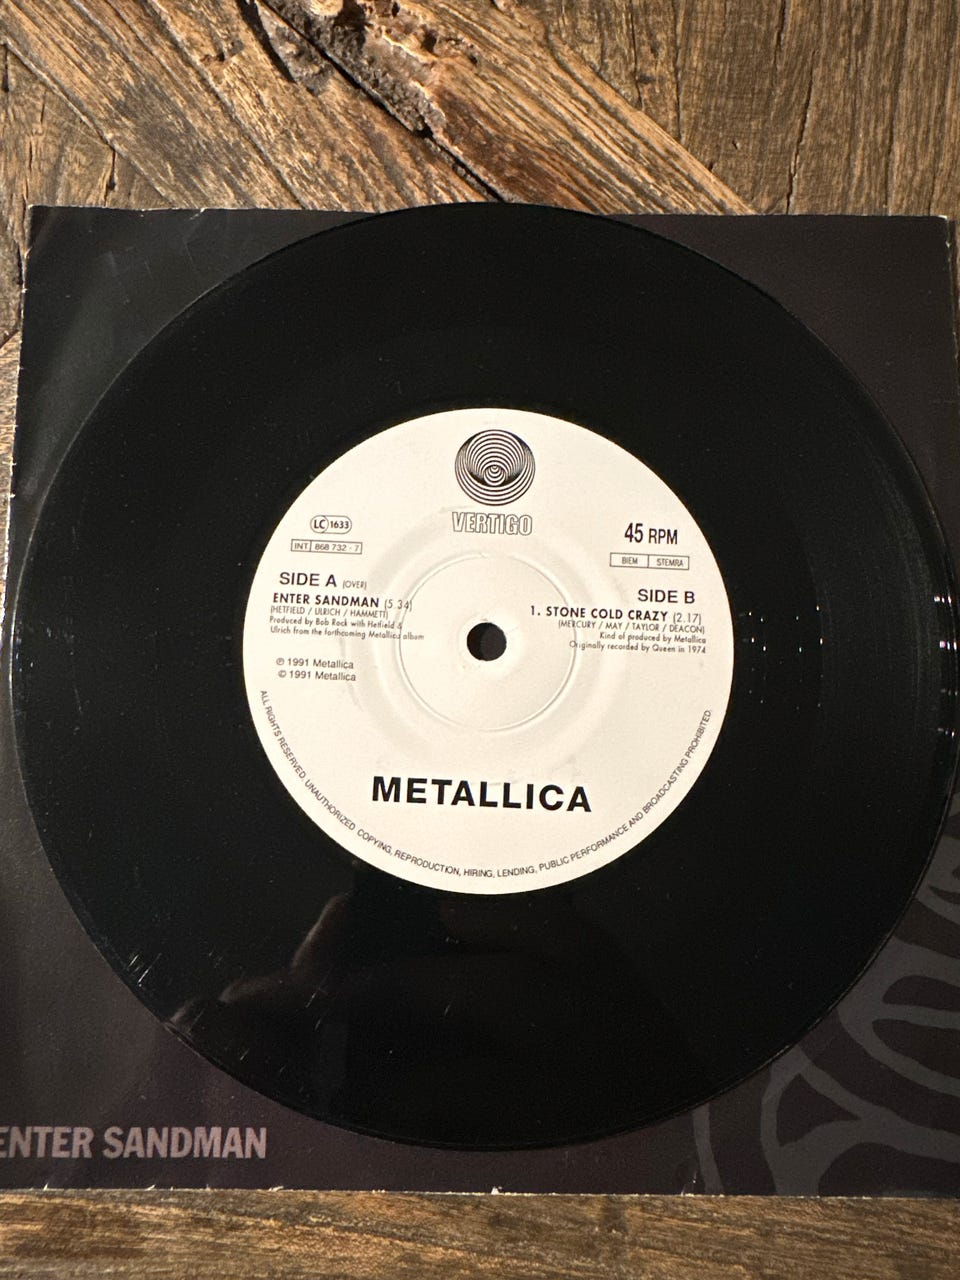 VERTIGO
LC 1633
INT 868 732 - 7
45 RPM
BIEM STEMRA
SIDE A (OVER)
ENTER SANDMAN (5.34)
(HETFIELD / ULRICH / HAMMETT)
Produced by Bob Rock with Hetfield &
Ulrich from the forthcoming Metallica album
℗ 1991 Metallica
© 1991 Metallica
SIDE B
1. STONE COLD CRAZY (2.17)
(MERCURY / MAY / TAYLOR / DEACON)
Kind of produced by Metallica
Originally recorded by Queen in 1974
METALLICA
ALL RIGHTS RESERVED. UNAUTHORIZED COPYING, REPRODUCTION, HIRING, LENDING, PUBLIC PERFORMANCE AND BROADCASTING PROHIBITED.
ENTER SANDMAN